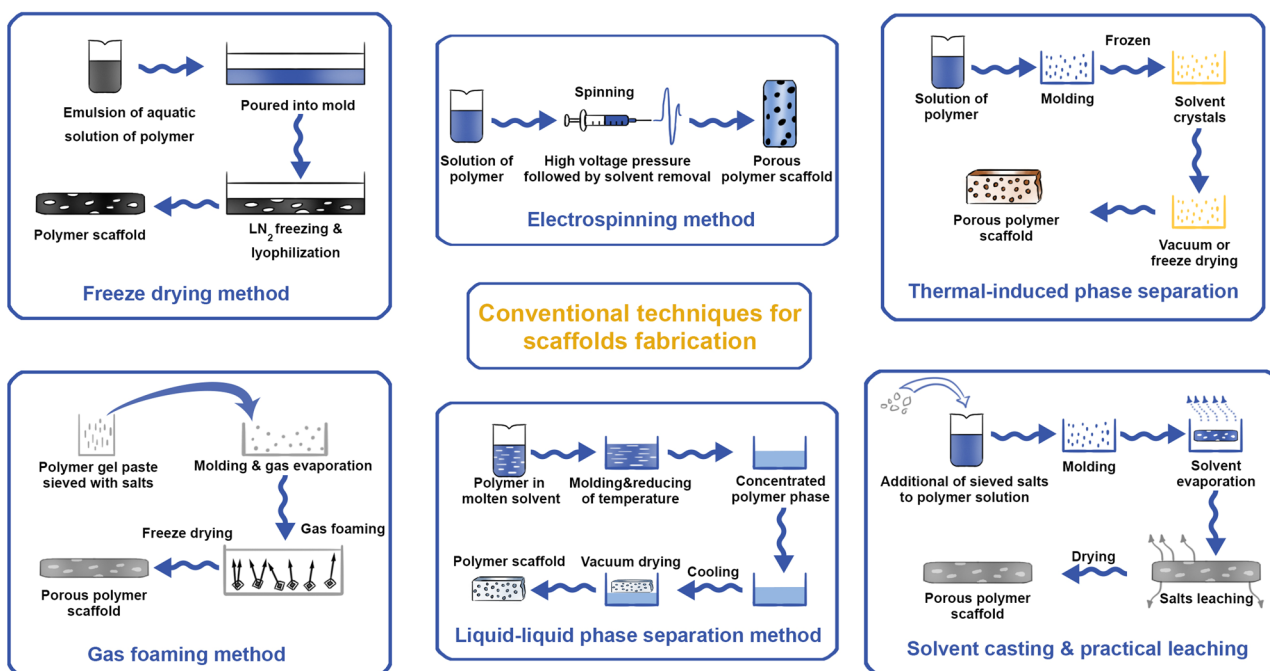 Emulsion of aquatic
solution of polymer
Poured into mold
Polymer scaffold
LN2 freezing &
lyophilization
Freeze drying method
Spinning
Solution of
polymer
High voltage pressure
followed by solvent removal
Porous
polymer scaffold
Electrospinning method
Frozen
Solution of
polymer
Molding
Solvent
crystals
Porous polymer
scaffold
Vacuum or
freeze drying
Thermal-induced phase separation
Conventional techniques for
scaffolds fabrication
Polymer gel paste
sieved with salts
Molding & gas evaporation
Freeze drying
Gas foaming
Porous polymer
scaffold
Gas foaming method
Polymer in
molten solvent
Molding&reducing
of temperature
Concentrated
polymer phase
Polymer scaffold
Vacuum drying
Cooling
Liquid-liquid phase separation method
Additional of sieved salts
to polymer solution
Molding
Solvent
evaporation
Drying
Porous polymer
scaffold
Salts leaching
Solvent casting & practical leaching